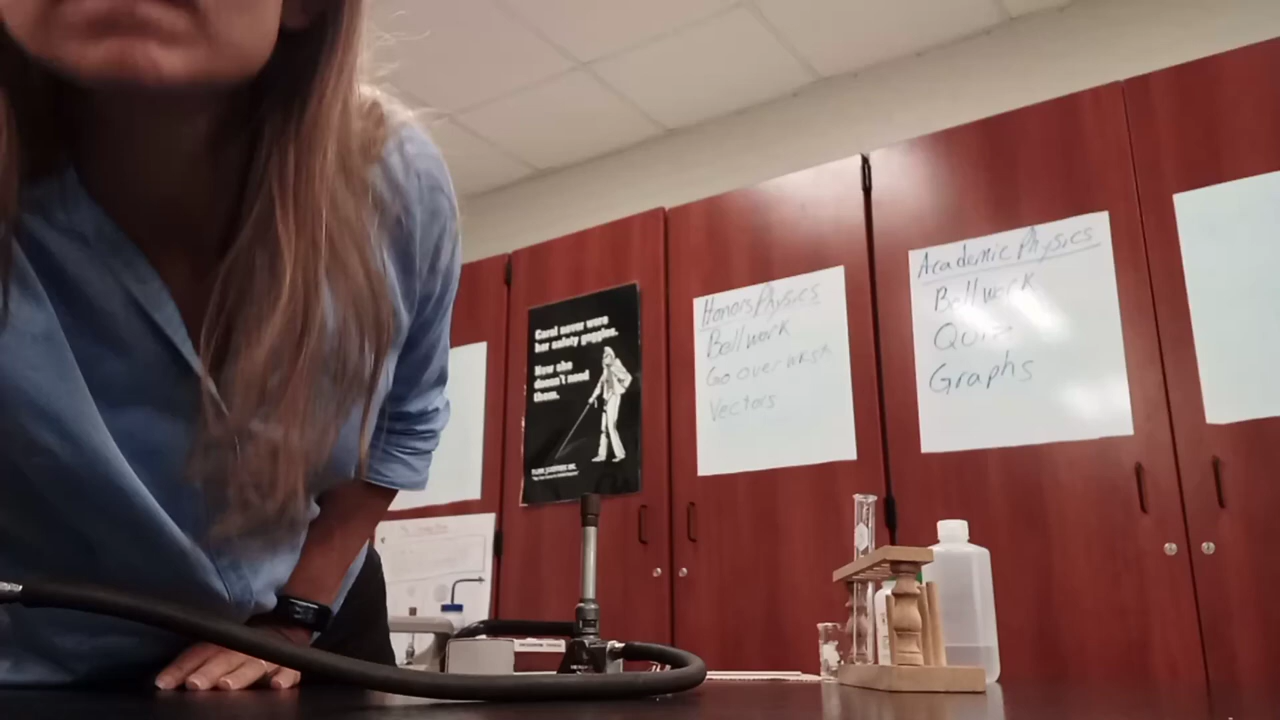 Carol never wore
her safety goggles.
Now she
doesn't need
them.
Honors Physics
Bellwork
Go over
Vectors
Academic Physics
Bellwork
Quiz
Graphs